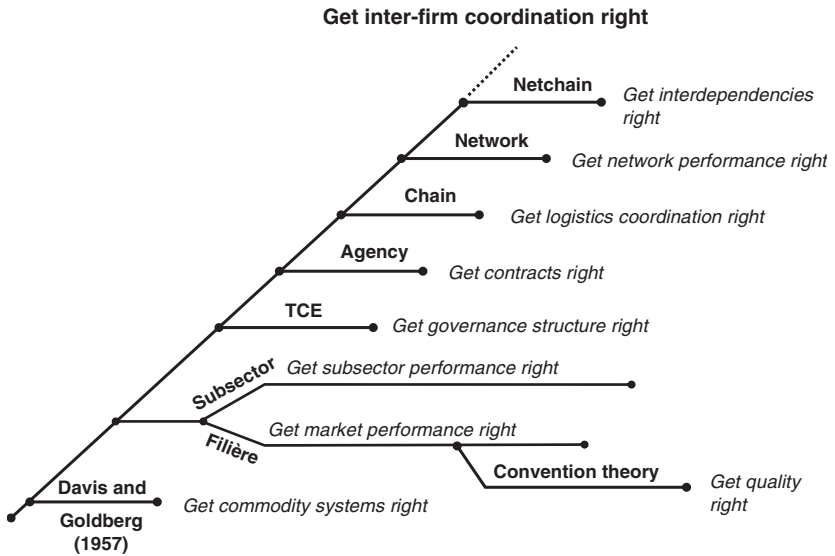 Get inter-firm coordination right
Netchain
Get interdependencies
right
Network
Get network performance right
Chain
Get logistics coordination right
Agency
Get contracts right
TCE
Get governance structure right
Subsector
Get subsector performance right
Filière
Get market performance right
Convention theory
Get quality
right
Davis and
Goldberg
(1957)
Get commodity systems right